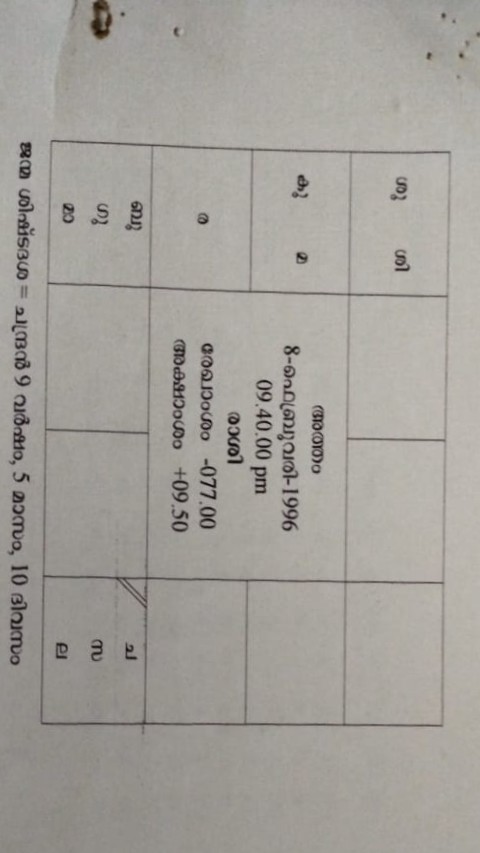 ശു ശി
കു മ
അത്തം
8-ഫെബ്രുവരി-1996
09.40.00 pm
രാശി
രേഖാംശം -077.00
അക്ഷാംശം +09.50
ര
ബു
ഗു
മാ
ച
സ
ല
ജന്മ ശിഷ്ടദശ = ചന്ദ്രൻ 9 വർഷം, 5 മാസം, 10 ദിവസം